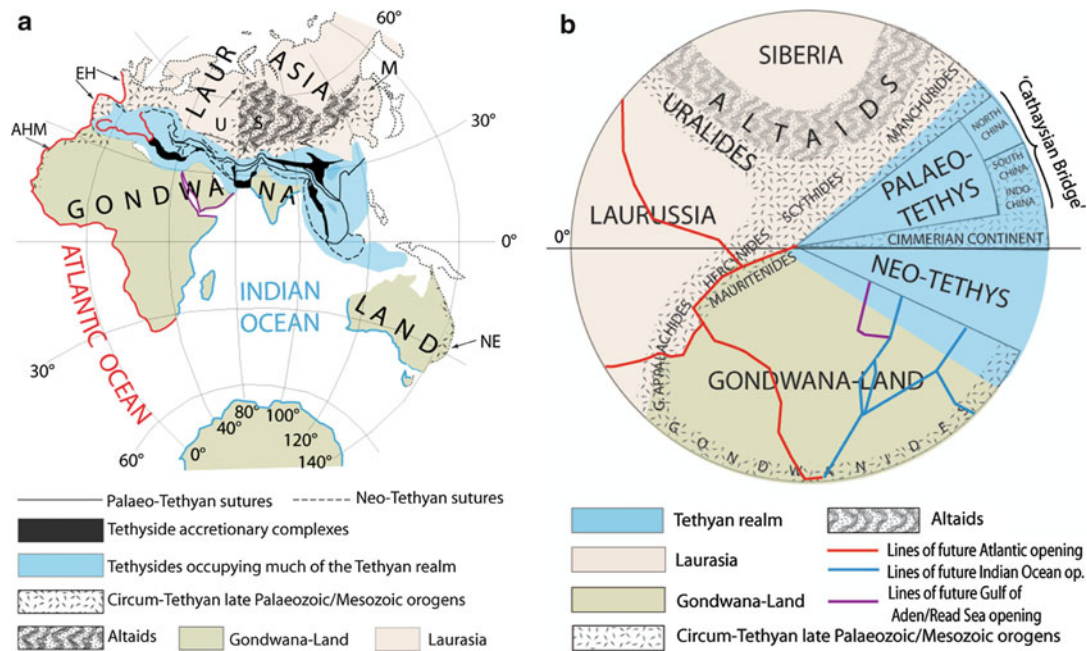 a
60°
EH
LAUR ASIA
M
U S
30°
AHM
GONDWANA
0°
INDIAN
OCEAN
ATLANTIC OCEAN
LAND
NE
30°
60°
0°
40°
80°
100°
120°
140°
Palaeo-Tethyan sutures
Neo-Tethyan sutures
Tethyside accretionary complexes
Tethysides occupying much of the Tethyan realm
Circum-Tethyan late Palaeozoic/Mesozoic orogens
Altaids
Gondwana-Land
Laurasia
b
SIBERIA
ALTAIDS
URALIDES
MANCHURIDES
'Cathaysian Bridge'
NORTH
CHINA
SOUTH
CHINA
INDO-
CHINA
PALAEO-
TETHYS
SCYTHIDES
LAURUSSIA
0°
CIMMERIAN CONTINENT
HERCYNIDES
MAURITENIDES
NEO-TETHYS
G. APPALACHIDES
GONDWANA-LAND
GONDWANIDES
Tethyan realm
Altaids
Laurasia
Lines of future Atlantic opening
Lines of future Indian Ocean op.
Gondwana-Land
Lines of future Gulf of
Aden/Read Sea opening
Circum-Tethyan late Palaeozoic/Mesozoic orogens